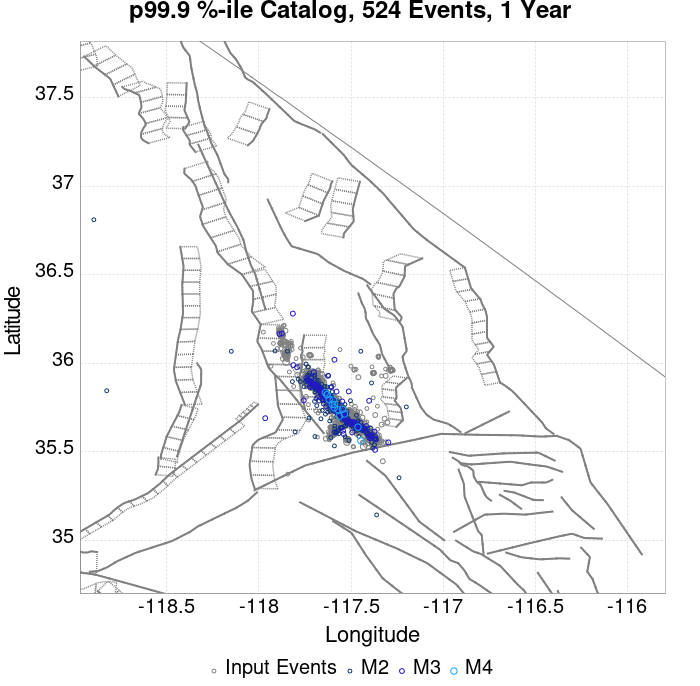 p99.9 %-ile Catalog, 524 Events, 1 Year
37.5
37
36.5
36
35.5
35
Latitude
-118.5 -118 -117.5 -117 -116.5 -116
Longitude
Input Events M2 M3 M4